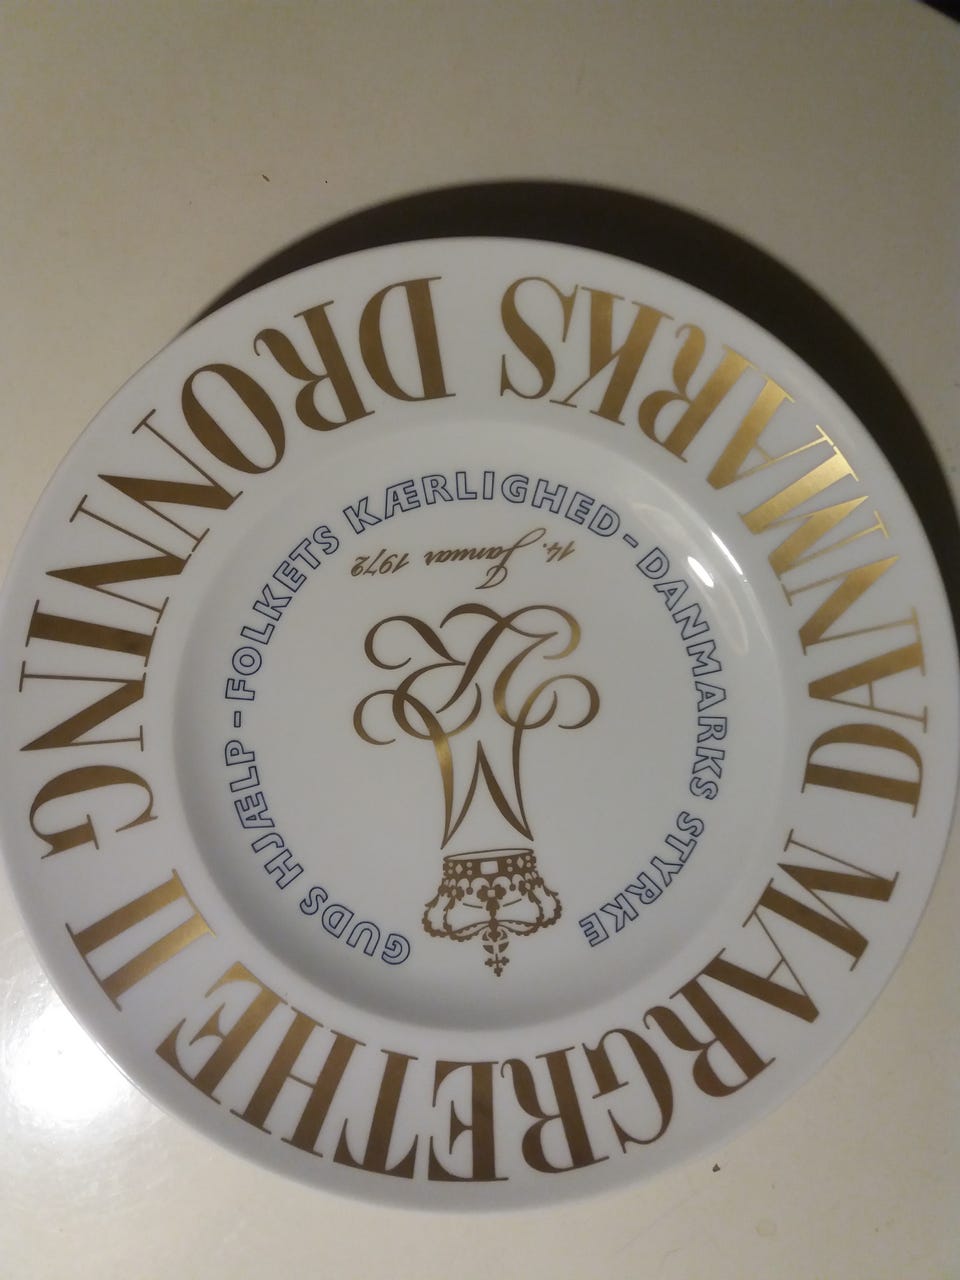 MARGRETHE II
DANMARKS DRONNING
14. Januar 1972
GUDS HJÆLP - FOLKETS KÆRLIGHED - DANMARKS STYRKE